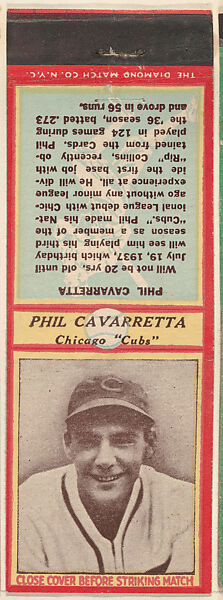 THE DIAMOND MATCH CO. N.Y.C.
PHIL CAVARRETTA
Will not be 20 yrs. old until
July 19, 1937, which birthday
will see him playing his third
season as a member of the
"Cubs." Phil made his Nat-
ional League debut with Chic-
ago without any minor league
experience at all. He will div-
ide the first base job with
"Rip" Collins, recently ob-
tained from the Cards. Phil
played in 124 games during
the '36 season, batted .273
and drove in 56 runs.
PHIL CAVARRETTA
Chicago "Cubs"
C
CLOSE COVER BEFORE STRIKING MATCH